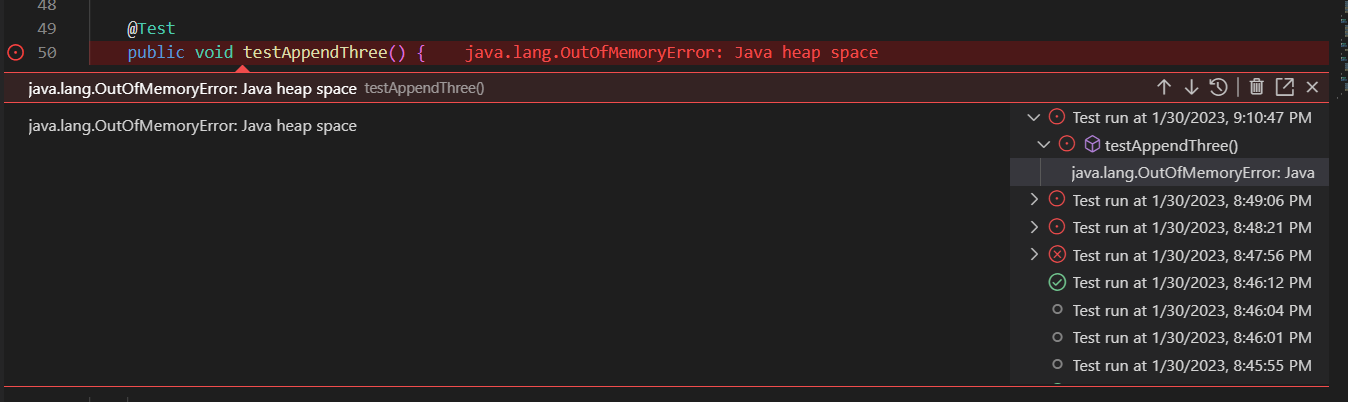 48
49 @Test
50 public void testAppendThree() { java.lang.OutOfMemoryError: Java heap space
java.lang.OutOfMemoryError: Java heap space testAppendThree()
java.lang.OutOfMemoryError: Java heap space
Test run at 1/30/2023, 9:10:47 PM
testAppendThree()
java.lang.OutOfMemoryError: Java
Test run at 1/30/2023, 8:49:06 PM
Test run at 1/30/2023, 8:48:21 PM
Test run at 1/30/2023, 8:47:56 PM
Test run at 1/30/2023, 8:46:12 PM
Test run at 1/30/2023, 8:46:04 PM
Test run at 1/30/2023, 8:46:01 PM
Test run at 1/30/2023, 8:45:55 PM